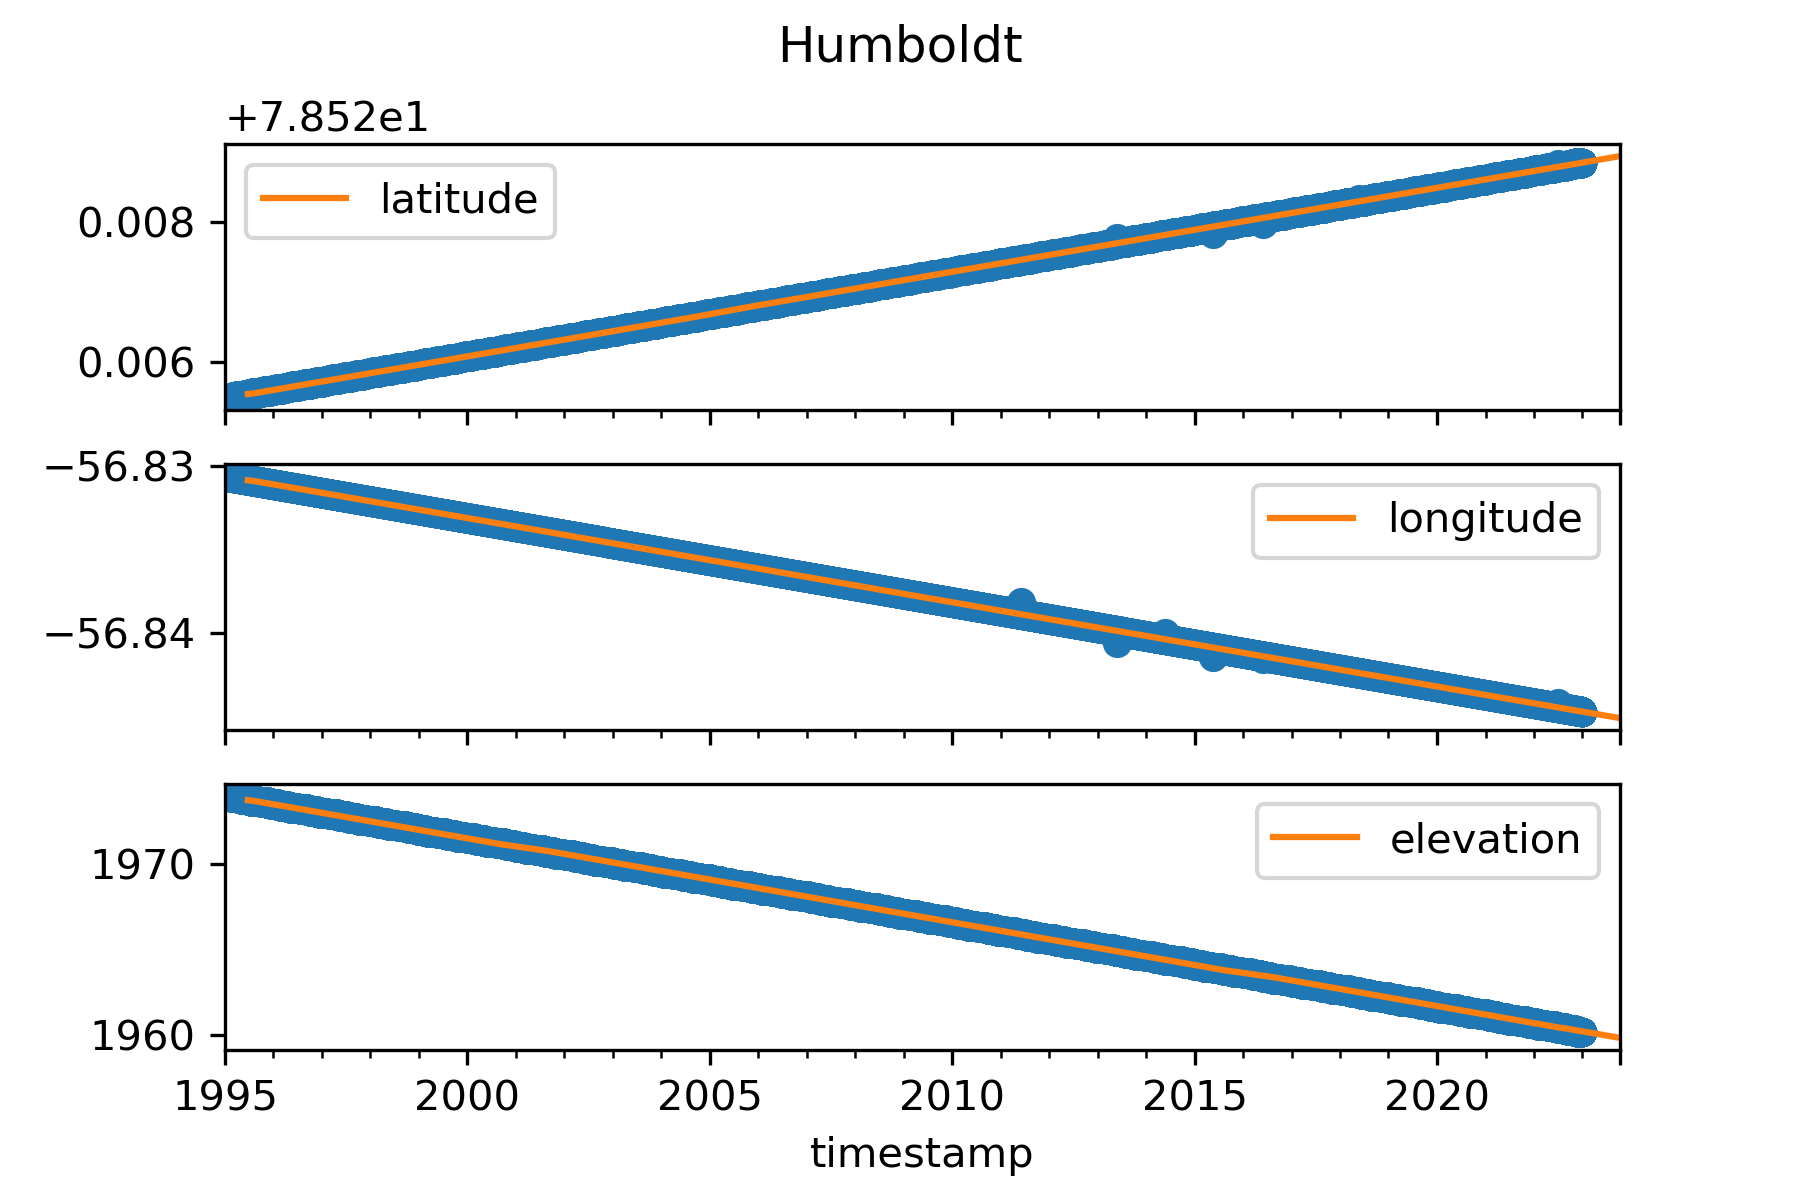 Humboldt
+7.852e1
latitude
0.008
0.006
−56.83
longitude
−56.84
elevation
1970
1960
1995 2000 2005 2010 2015 2020
timestamp